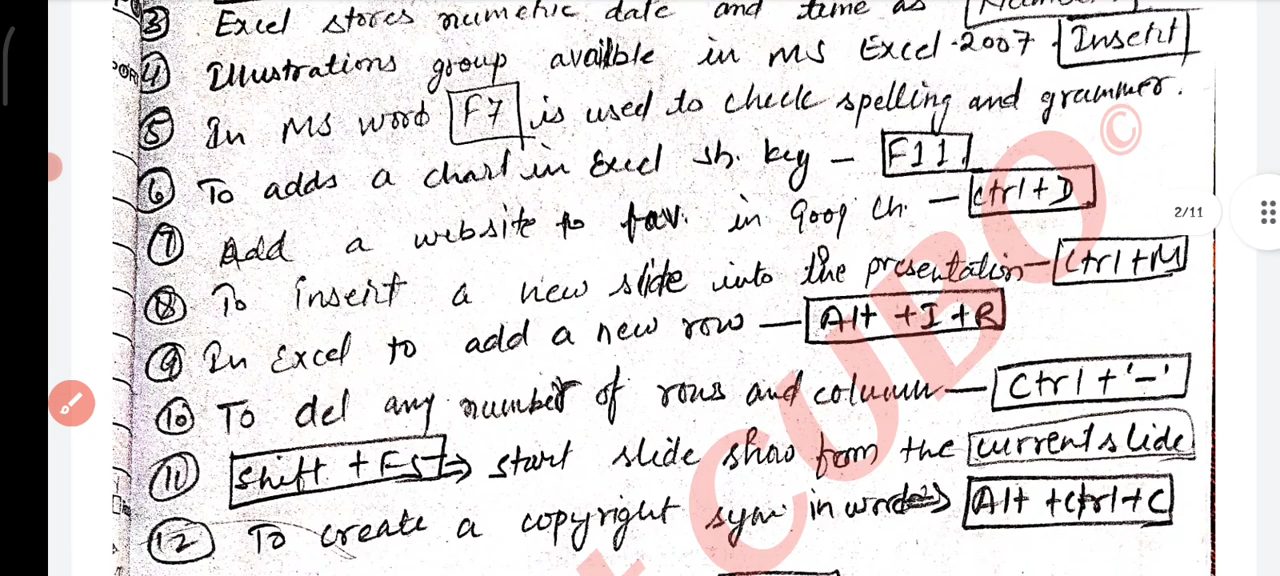 ③ Excel stores numeric date and time as
④ Illustrations group availble in MS Excel-2007 - Insert
⑤ In MS word F7 is used to check spelling and grammer.
⑥ To adds a chart in Excel sh. key – F11.
⑦ Add a website to fav. in goog Ch. – Ctrl+D
2/11
⑧ To insert a new slide into the presentation – Ctrl+M
⑨ In Excel to add a new row – Alt +I+R
⑩ To del any number of rows and column – Ctrl+'-'
⑪ Shift + F5 ⇒ start slide show from the current slide
⑫ To create a copyright sym in word ⇒ Alt +Ctrl+C
CUBO ©